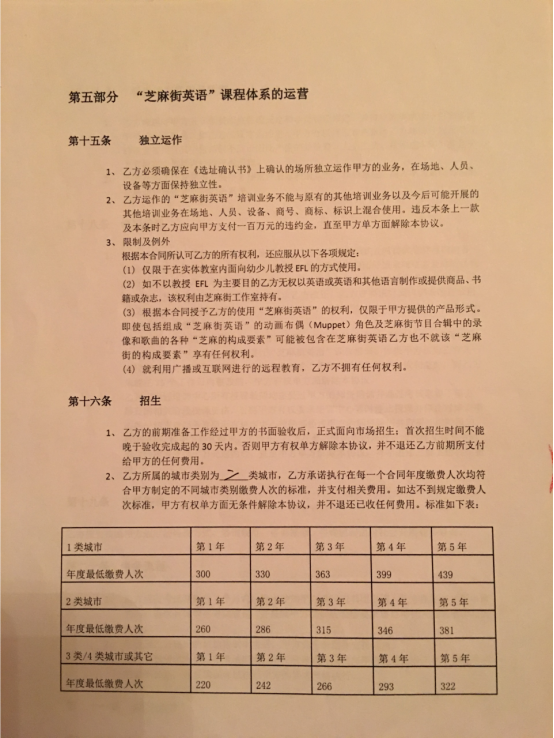 第五部分 “芝麻街英语”课程体系的运营
第十五条 独立运作
1、 乙方必须确保在《选址确认书》上确认的场所独立运作甲方的业务，在场地、人员、
设备等方面保持独立性。
2、 乙方运作的“芝麻街英语”培训业务不能与原有的其他培训业务以及今后可能开展的
其他培训业务在场地、人员、设备、商号、商标、标识上混合使用。违反本条上一款
及本条时乙方应向甲方支付一百万元的违约金，直至甲方单方面解除本协议。
3、 限制及例外
根据本合同所认可乙方的所有权利，还应服从以下各项规定：
(1) 仅限于在实体教室内面向幼少儿教授 EFL 的方式使用。
(2) 如不以教授 EFL 为主要目的乙方无权以英语或英语和其他语言制作或提供商品、书
籍或杂志，该权利由芝麻街工作室持有。
(3) 根据本合同授予乙方的使用“芝麻街英语”的权利，仅限于甲方提供的产品形式。
即使包括组成“芝麻街英语”的动画布偶（Muppet）角色及芝麻街节目合辑中的录
像和歌曲的各种“芝麻的构成要素”可能被包含在芝麻街英语乙方也不就该“芝麻
街的构成要素”享有任何权利。
(4) 就利用广播或互联网进行的远程教育，乙方不拥有任何权利。
第十六条 招生
1、 乙方的前期准备工作经过甲方的书面验收后，正式面向市场招生；首次招生时间不能
晚于验收完成起的 30 天内。否则甲方有权单方解除本协议，并不退还乙方前期所支付
给甲方的任何费用。
2、 乙方所属的城市类别为 二 类城市，乙方承诺执行在每一个合同年度缴费人次均符
合甲方制定的不同城市类别缴费人次的标准，并支付相关费用。如达不到规定缴费人
次标准，甲方有权单方面无条件解除本协议，并不退还已收任何费用。标准如下表：
1 类城市 第 1 年 第 2 年 第 3 年 第 4 年 第 5 年
年度最低缴费人次 300 330 363 399 439
2 类城市 第 1 年 第 2 年 第 3 年 第 4 年 第 5 年
年度最低缴费人次 260 286 315 346 381
3 类/4 类城市或其它 第 1 年 第 2 年 第 3 年 第 4 年 第 5 年
年度最低缴费人次 220 242 266 293 322